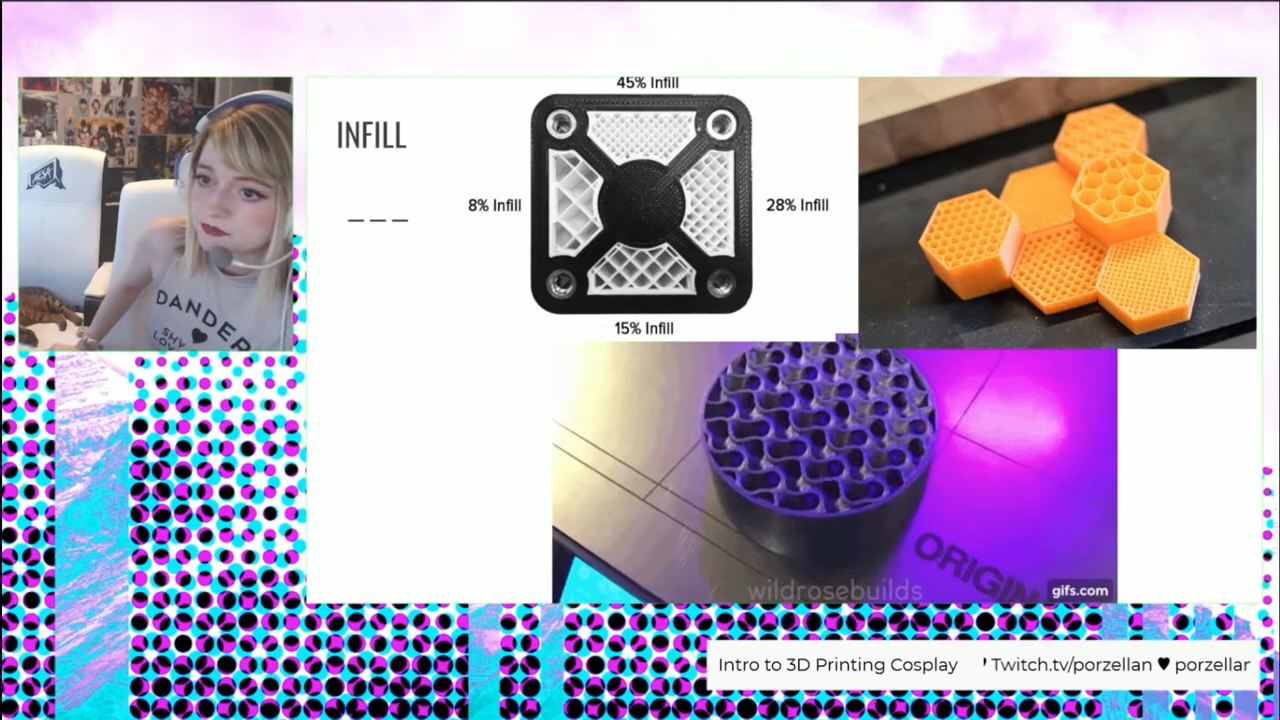 45% Infill
INFILL
8% Infill
28% Infill
15% Infill
DANDER
SHY
ORIGIN
wildrosebuilds
gifs.com
Intro to 3D Printing Cosplay
Twitch.tv/porzellan ♥ porzellar